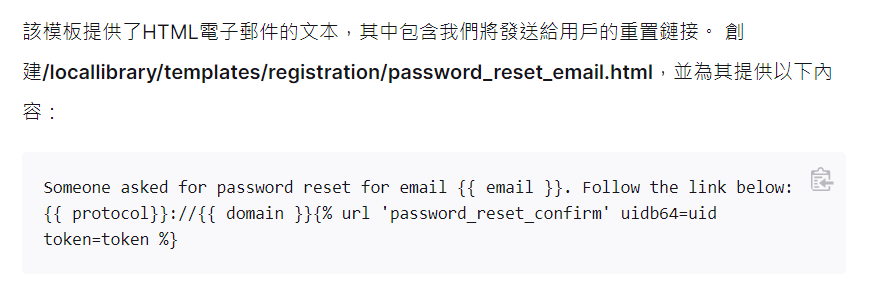 該模板提供了HTML電子郵件的文本，其中包含我們將發送給用戶的重置鏈接。 創
建/locallibrary/templates/registration/password_reset_email.html，並為其提供以下內
容：
Someone asked for password reset for email {{ email }}. Follow the link below:
{{ protocol}}://{{ domain }}{% url 'password_reset_confirm' uidb64=uid
token=token %}